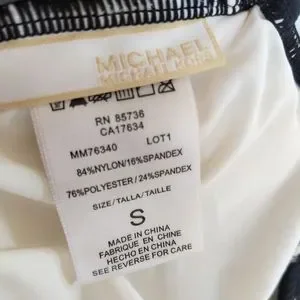 MICHAEL
MICHAEL KORS
RN 85736
CA17634
MM76340 LOT1
84%NYLON/16%SPANDEX
76%POLYESTER/24%SPANDEX
SIZE/TALLA/TAILLE
S
MADE IN CHINA
FABRIQUE EN CHINE
HECHO EN CHINA
SEE REVERSE FOR CARE